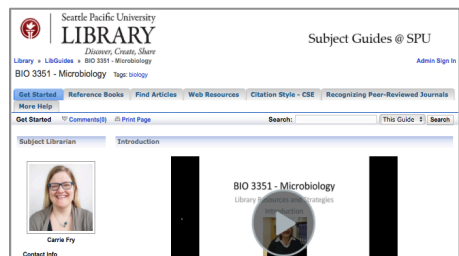 Seattle Pacific University
LIBRARY
Discover, Create, Share
Subject Guides @ SPU
Library » LibGuides » BIO 3351 - Microbiology
Admin Sign In
BIO 3351 - Microbiology Tags: biology
Get Started Reference Books Find Articles Web Resources Citation Style - CSE Recognizing Peer-Reviewed Journals
More Help
Get Started Comments(0) Print Page Search: This Guide Search
Subject Librarian Introduction
BIO 3351 - Microbiology
Library Resources and Strategies
Introduction
Carrie Fry
Contact Info